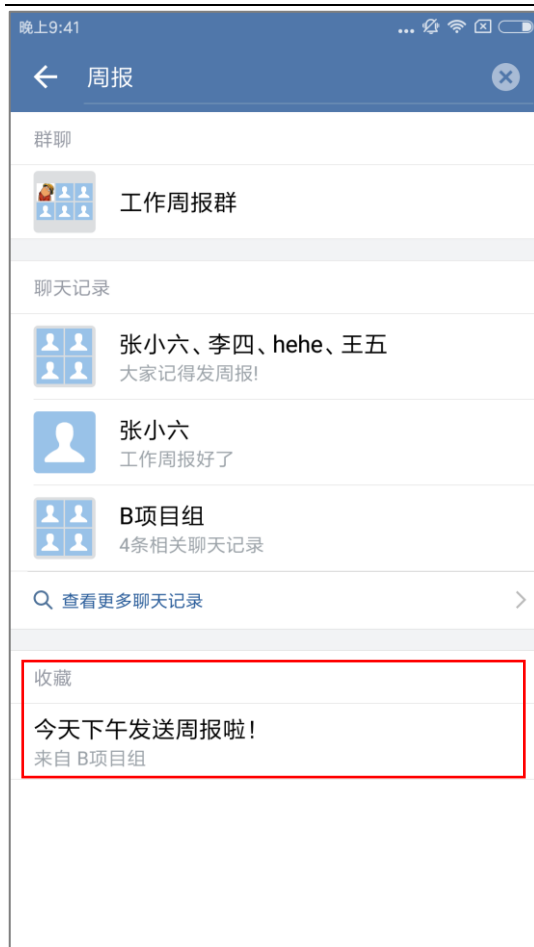 晚上9:41
周报
群聊
工作周报群
聊天记录
张小六、李四、hehe、王五
大家记得发周报!
张小六
工作周报好了
B项目组
4条相关聊天记录
查看更多聊天记录
收藏
今天下午发送周报啦!
来自 B项目组